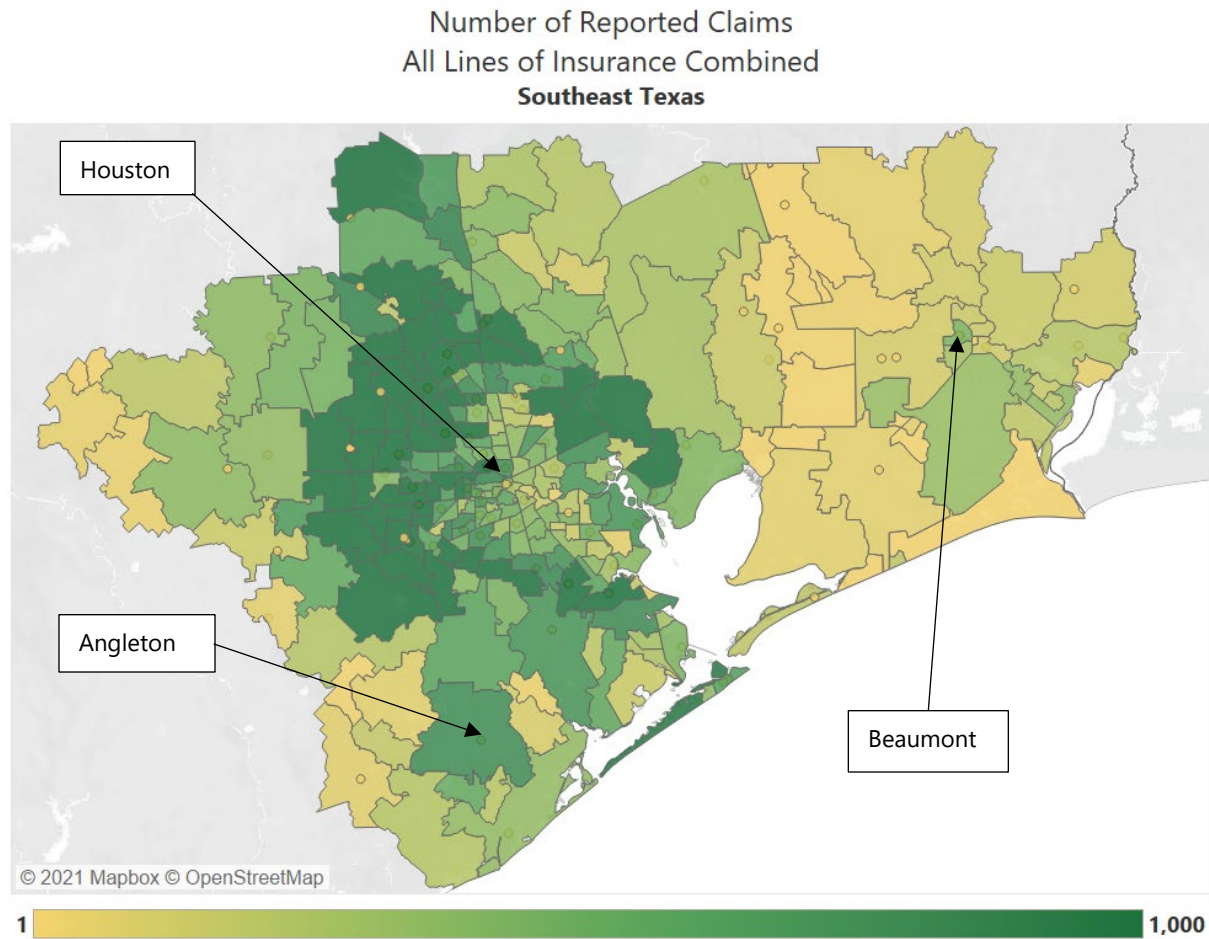 Number of Reported Claims
All Lines of Insurance Combined
Southeast Texas
Houston
Angleton
Beaumont
© 2021 Mapbox © OpenStreetMap
1
1,000